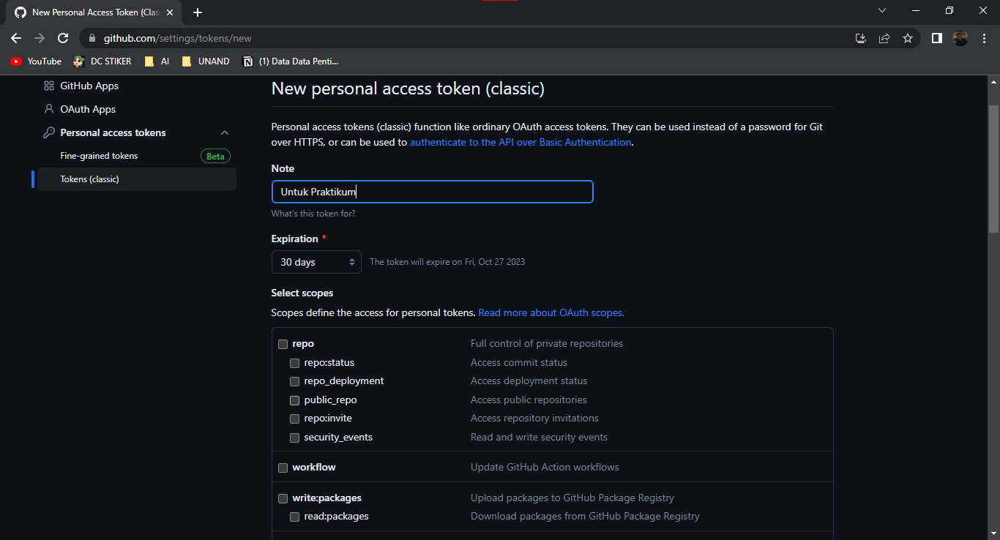 New Personal Access Token (Clas
github.com/settings/tokens/new
YouTube
DC STIKER
AI
UNAND
(1) Data Data Penti...
GitHub Apps
OAuth Apps
Personal access tokens
Fine-grained tokens
Beta
Tokens (classic)
New personal access token (classic)
Personal access tokens (classic) function like ordinary OAuth access tokens. They can be used instead of a password for Git
over HTTPS, or can be used to authenticate to the API over Basic Authentication.
Note
Untuk Praktikum
What's this token for?
Expiration *
30 days
The token will expire on Fri, Oct 27 2023
Select scopes
Scopes define the access for personal tokens. Read more about OAuth scopes.
repo Full control of private repositories
repo:status Access commit status
repo_deployment Access deployment status
public_repo Access public repositories
repo:invite Access repository invitations
security_events Read and write security events
workflow Update GitHub Action workflows
write:packages Upload packages to GitHub Package Registry
read:packages Download packages from GitHub Package Registry